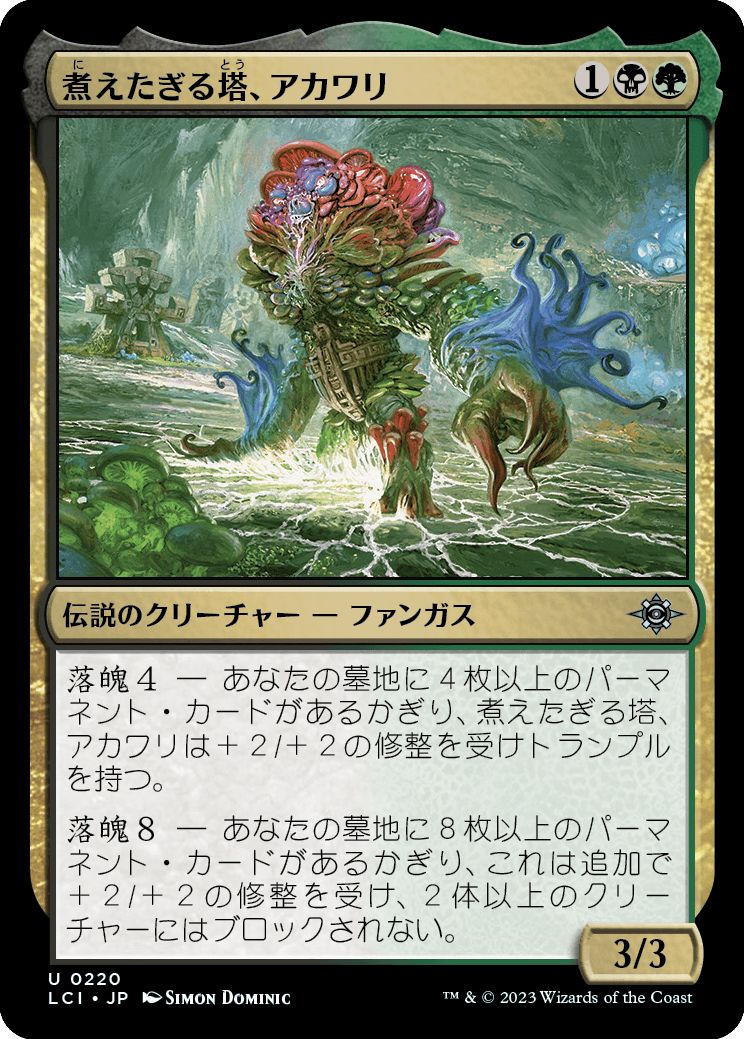 煮えたぎる塔、アカワリ
1
伝説のクリーチャー — ファンガス
落魄４ — あなたの墓地に４枚以上のパーマ
ネント・カードがあるかぎり、煮えたぎる塔、
アカワリは＋２/＋２の修整を受けトランプル
を持つ。
落魄８ — あなたの墓地に８枚以上のパーマ
ネント・カードがあるかぎり、これは追加で
＋２/＋２の修整を受け、２体以上のクリー
チャーにはブロックされない。
3/3
U 0220
LCI • JP SIMON DOMINIC
™ & © 2023 Wizards of the Coast